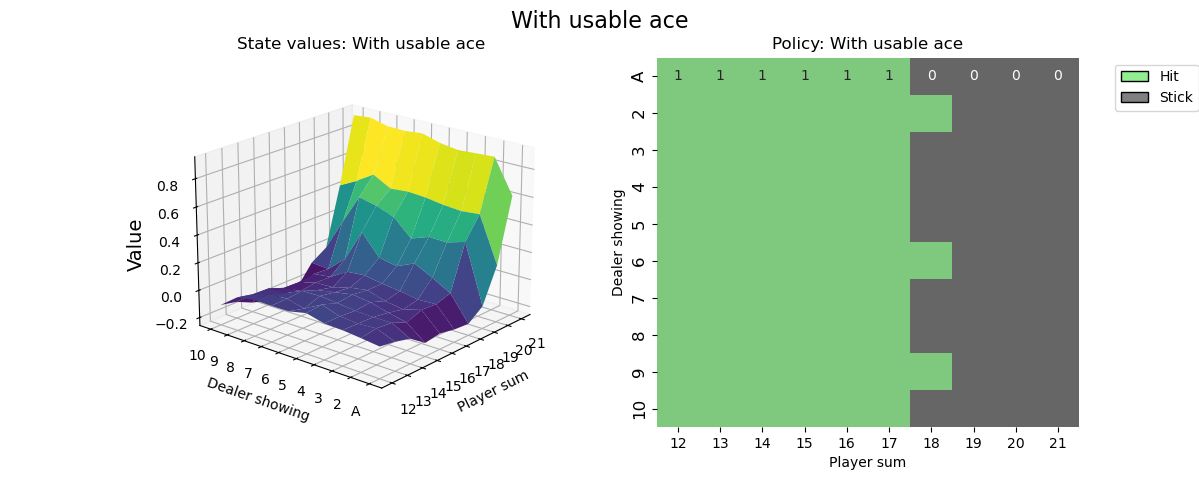 With usable ace
State values: With usable ace
0.8
0.6
0.4
0.2
0.0
−0.2
Value
10 9 8 7 6 5 4 3 2 A
Dealer showing
12 13 14 15 16 17 18 19 20 21
Player sum
Policy: With usable ace
A 1 1 1 1 1 1 0 0 0 0
2
3
4
5
6
7
9
10
Dealer showing
12 13 14 15 16 17 18 19 20 21
Player sum
Hit
Stick